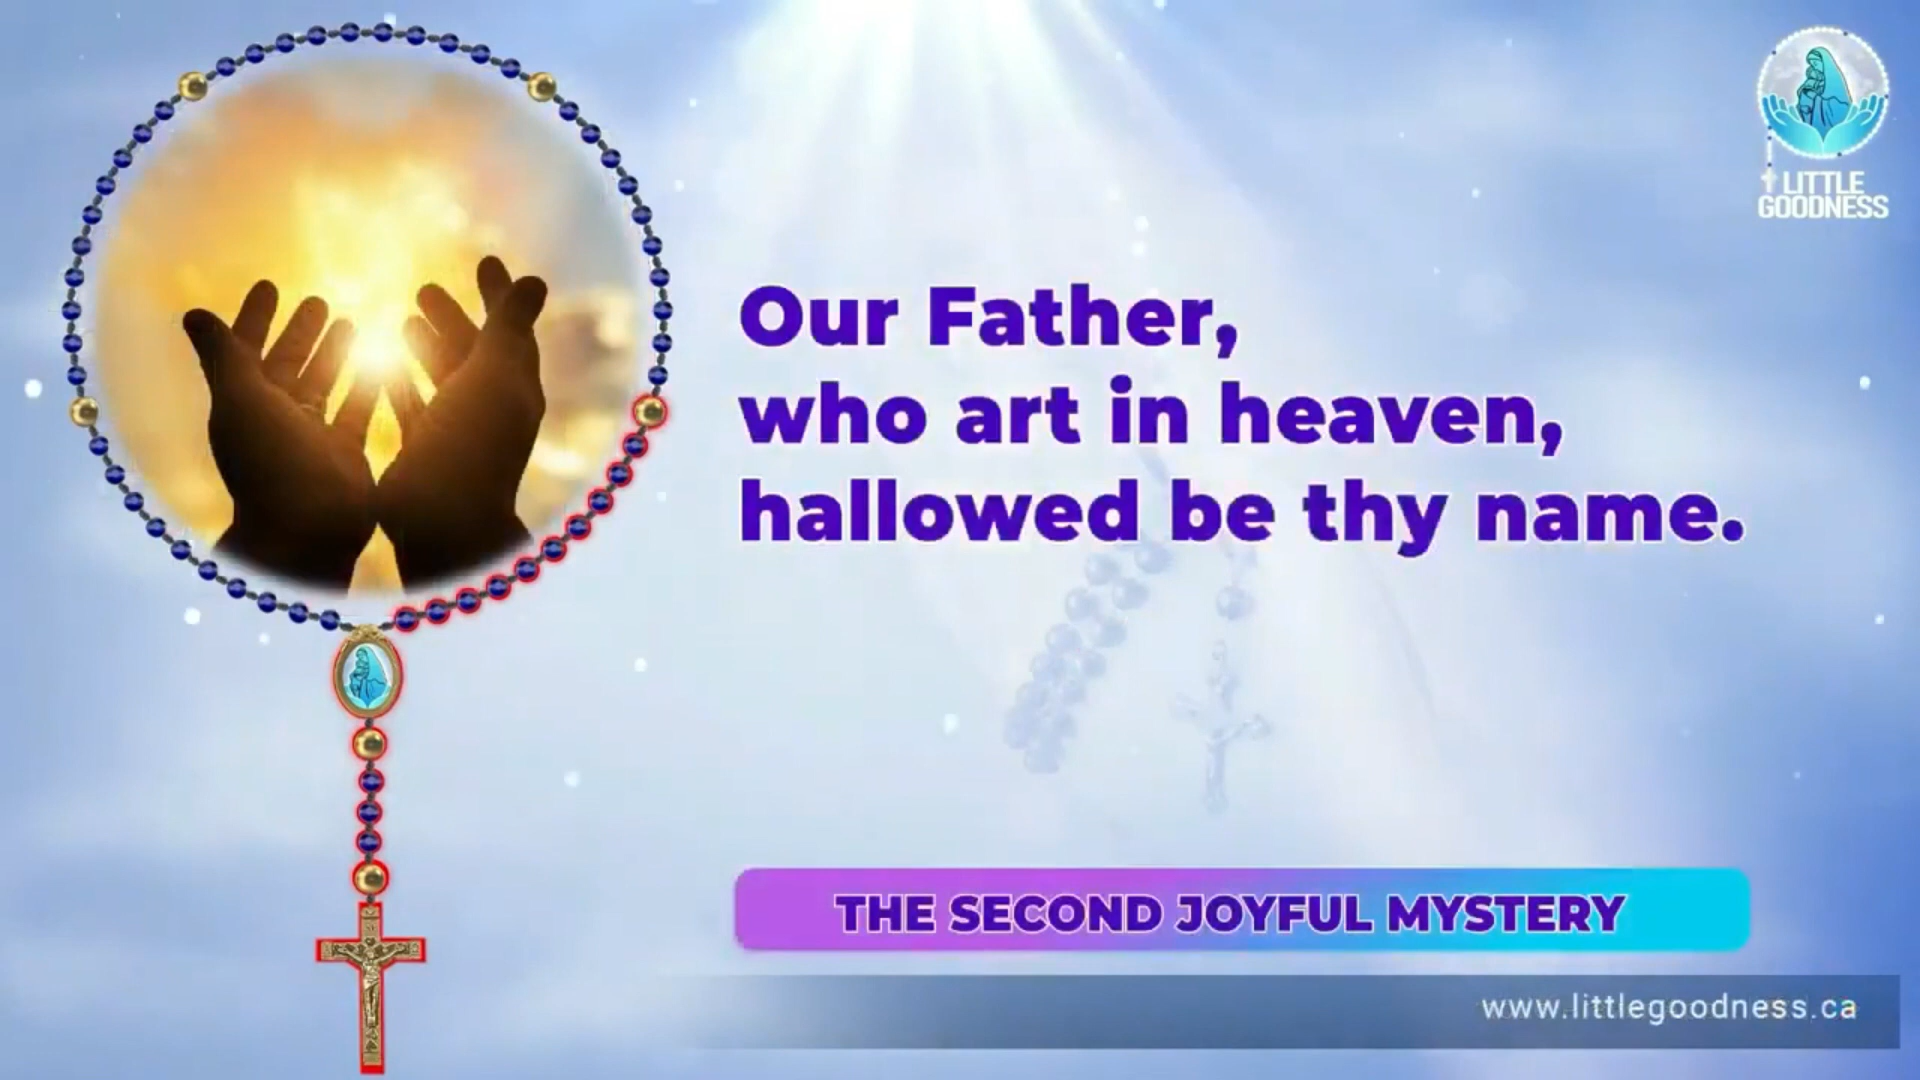 LITTLE
GOODNESS
Our Father,
who art in heaven,
hallowed be thy name.
THE SECOND JOYFUL MYSTERY
www.littlegoodness.ca